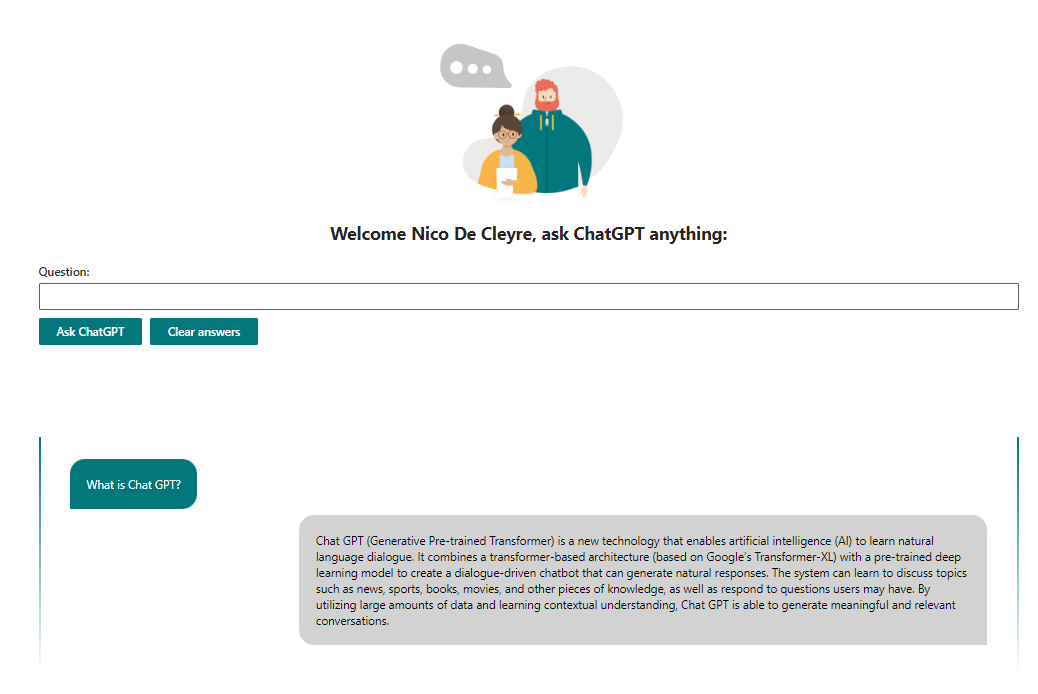 Welcome Nico De Cleyre, ask ChatGPT anything:
Question:
Ask ChatGPT
Clear answers
What is Chat GPT?
Chat GPT (Generative Pre-trained Transformer) is a new technology that enables artificial intelligence (AI) to learn natural
language dialogue. It combines a transformer-based architecture (based on Google's Transformer-XL) with a pre-trained deep
learning model to create a dialogue-driven chatbot that can generate natural responses. The system can learn to discuss topics
such as news, sports, books, movies, and other pieces of knowledge, as well as respond to questions users may have. By
utilizing large amounts of data and learning contextual understanding, Chat GPT is able to generate meaningful and relevant
conversations.